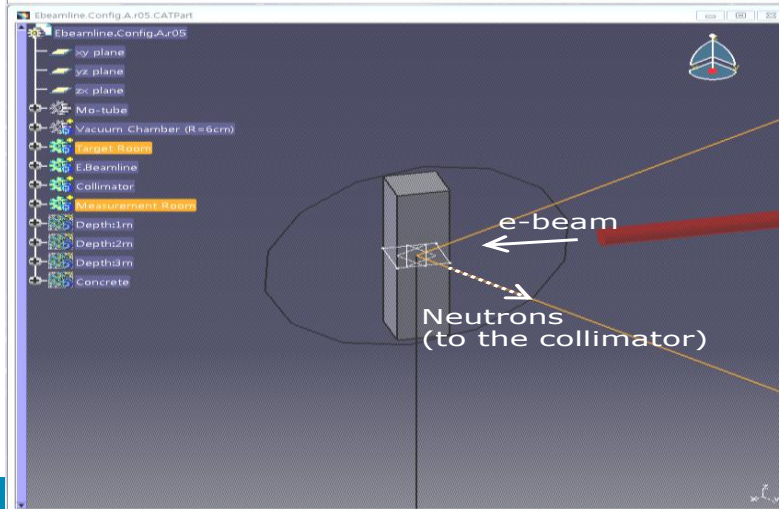 Ebeamline.Config.A.r05.CATPart
Ebeamline.Config.A.r05
xy plane
yz plane
zx plane
Mo-tube
Vacuum Chamber (R=6cm)
Target Room
E.Beamline
Collimator
Measurement Room
Depth:1m
Depth:2m
Depth:3m
Concrete
e-beam
Neutrons
(to the collimator)